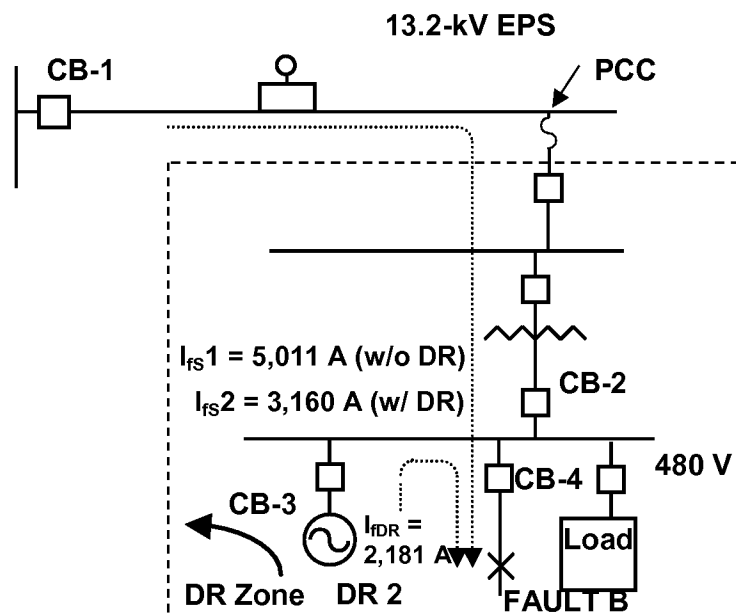 13.2-kV EPS
CB-1
PCC
IfS1 = 5,011 A (w/o DR)
IfS2 = 3,160 A (w/ DR)
CB-2
480 V
CB-4
CB-3
IfDR =
2,181 A
Load
DR Zone
DR 2
FAULT B